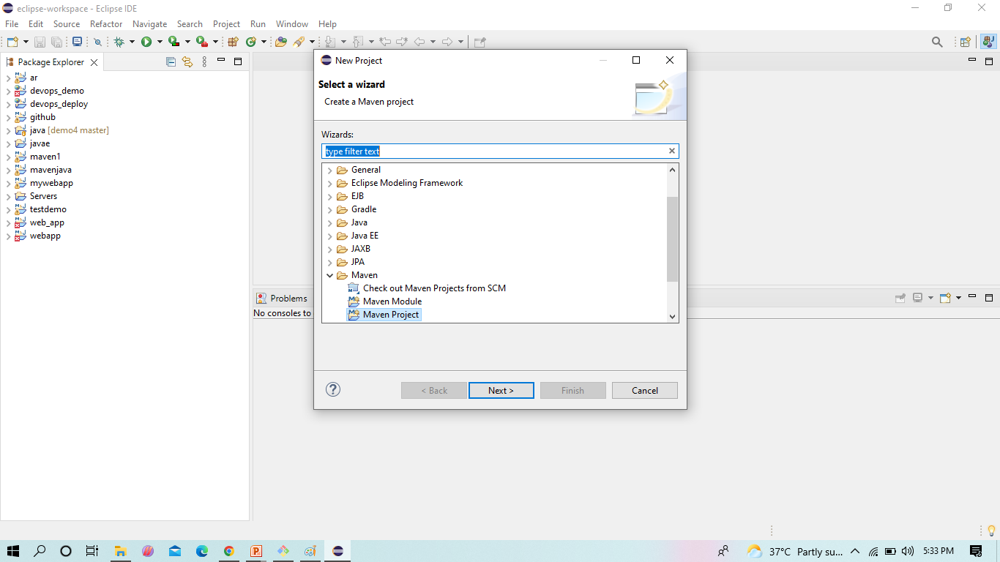 eclipse-workspace - Eclipse IDE
File Edit Source Refactor Navigate Search Project Run Window Help
Package Explorer
ar
devops_demo
devops_deploy
github
java [demo4 master]
javae
maven1
mavenjava
mywebapp
Servers
testdemo
web_app
webapp
New Project
Select a wizard
Create a Maven project
Wizards:
type filter text
General
Eclipse Modeling Framework
EJB
Gradle
Java
Java EE
JAXB
JPA
Maven
Check out Maven Projects from SCM
Maven Module
Maven Project
< Back Next > Finish Cancel
Problems
No consoles to
37°C Partly su... 5:33 PM